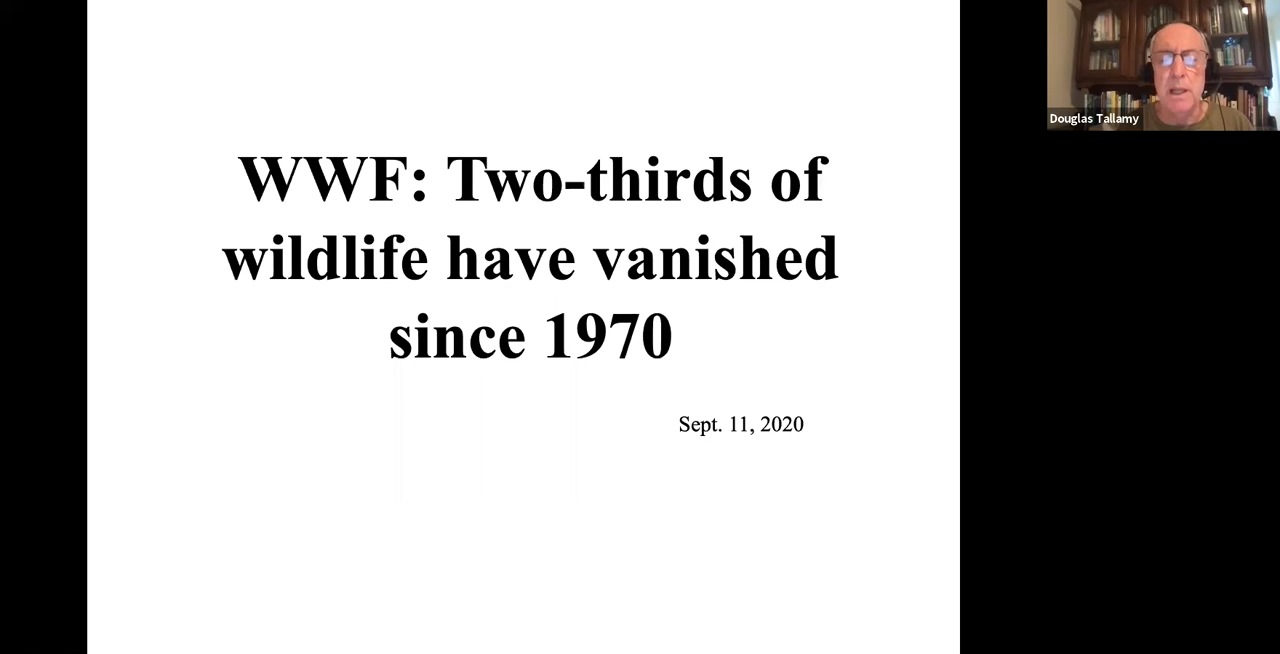 WWF: Two-thirds of
wildlife have vanished
since 1970
Sept. 11, 2020
Douglas Tallamy